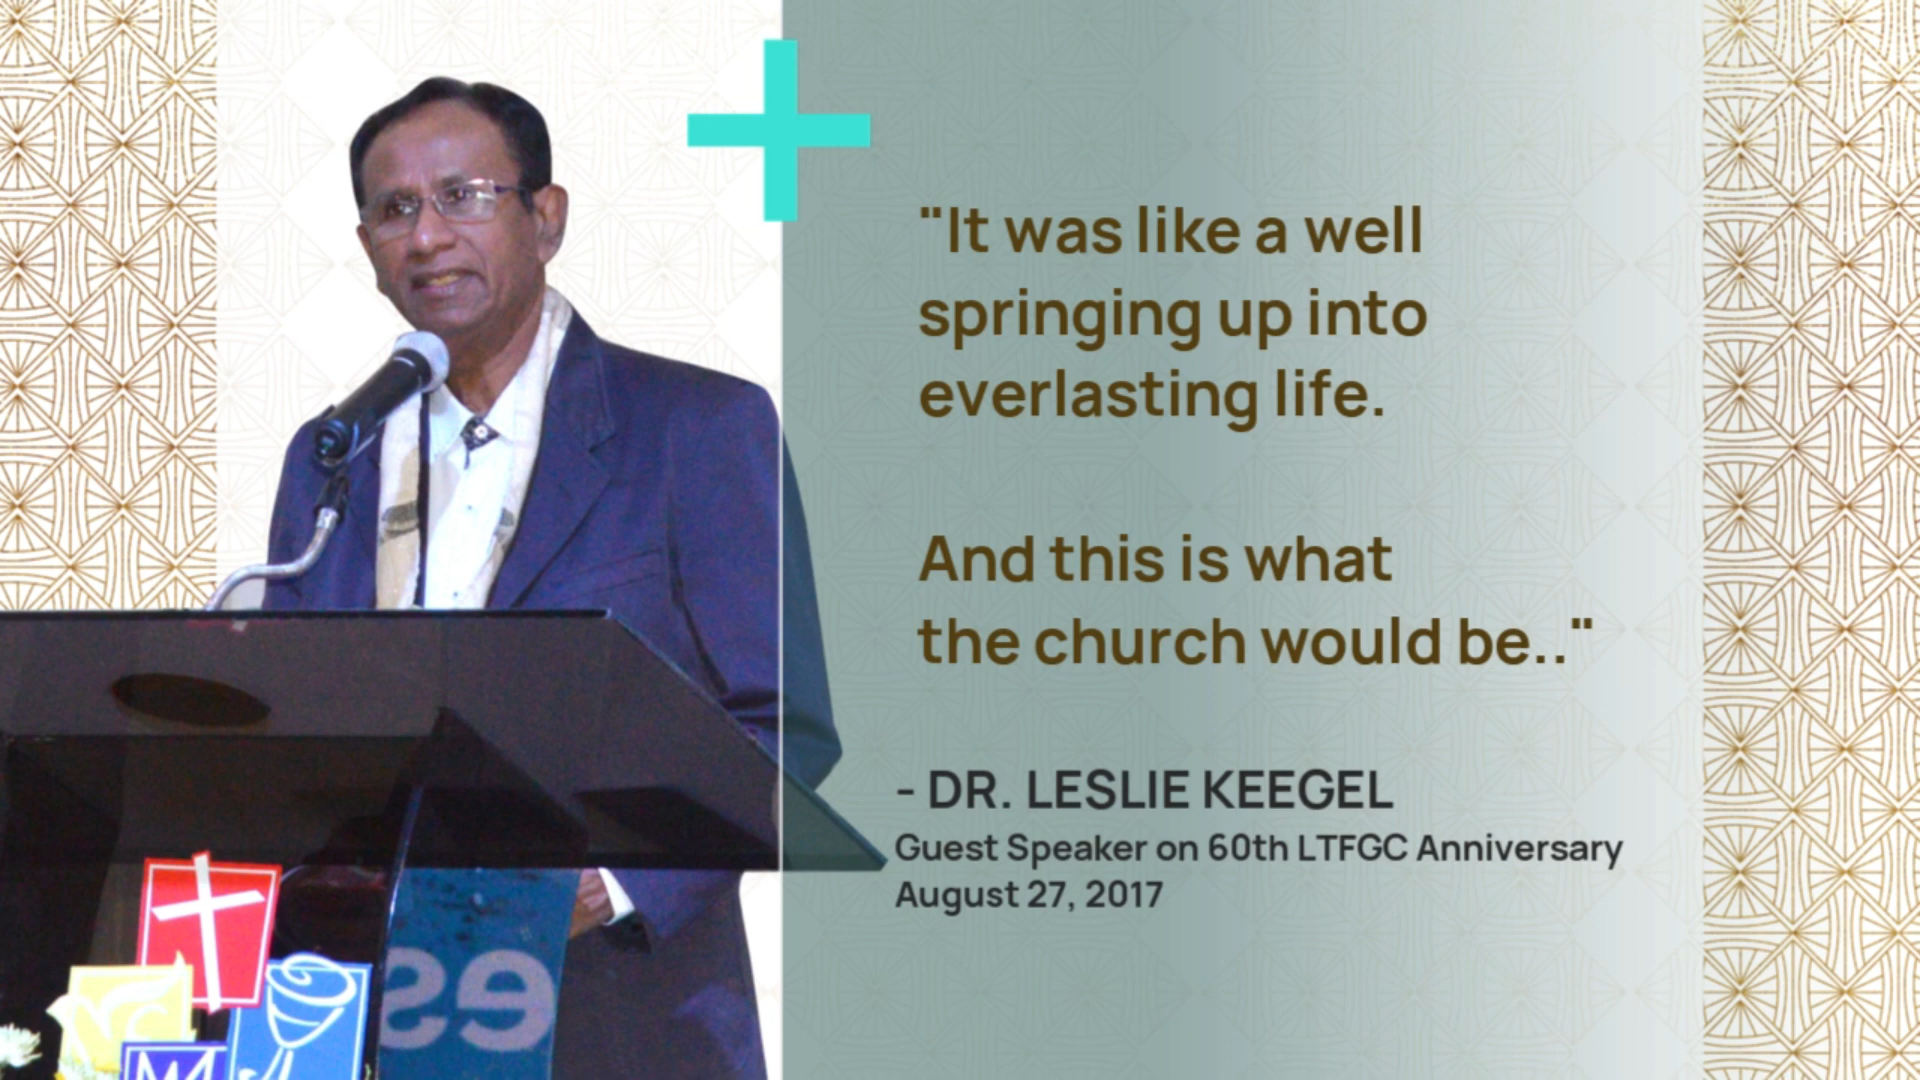 "It was like a well
springing up into
everlasting life.
And this is what
the church would be.."
- DR. LESLIE KEEGEL
Guest Speaker on 60th LTFGC Anniversary
August 27, 2017